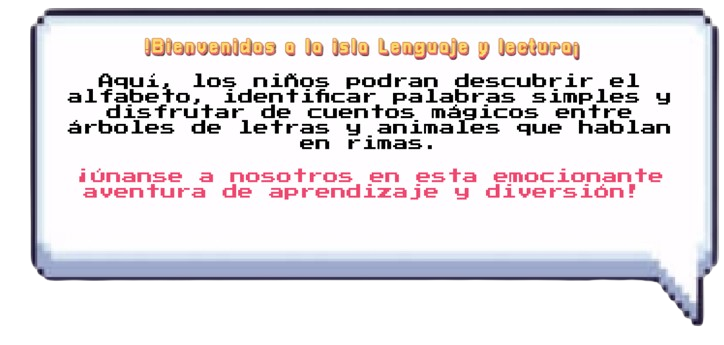 !Bienvenidos a la isla Lenguaje y lectura¡
Aquí, los niños podran descubrir el
alfabeto, identificar palabras simples y
disfrutar de cuentos mágicos entre
árboles de letras y animales que hablan
en rimas.
¡únanse a nosotros en esta emocionante
aventura de aprendizaje y diversión!